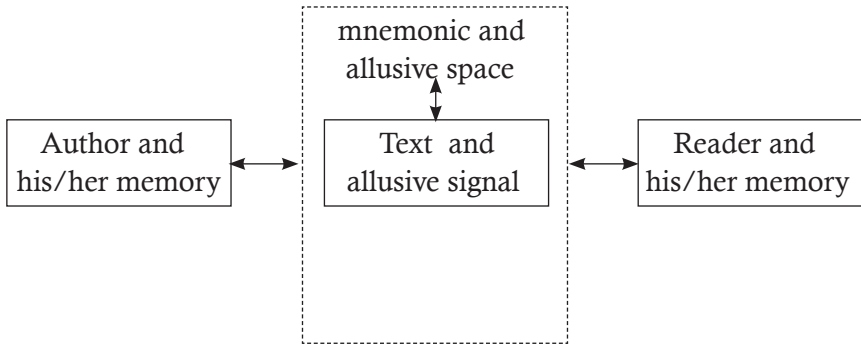 mnemonic and
allusive space
Author and
his/her memory
Text and
allusive signal
Reader and
his/her memory